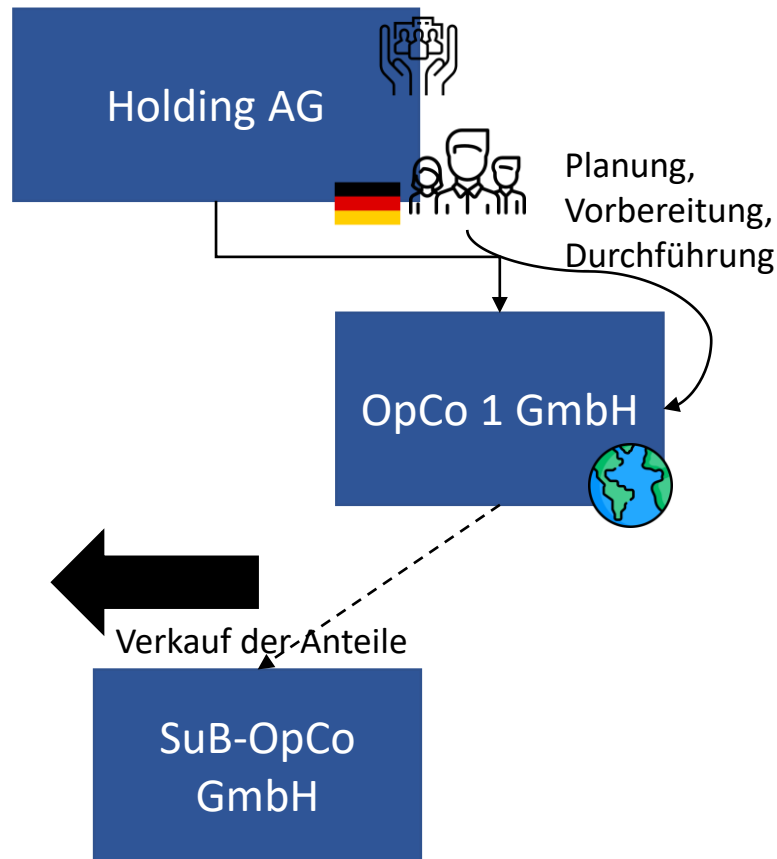 Holding AG
Planung,
Vorbereitung,
Durchführung
OpCo 1 GmbH
Verkauf der Anteile
SuB-OpCo
GmbH